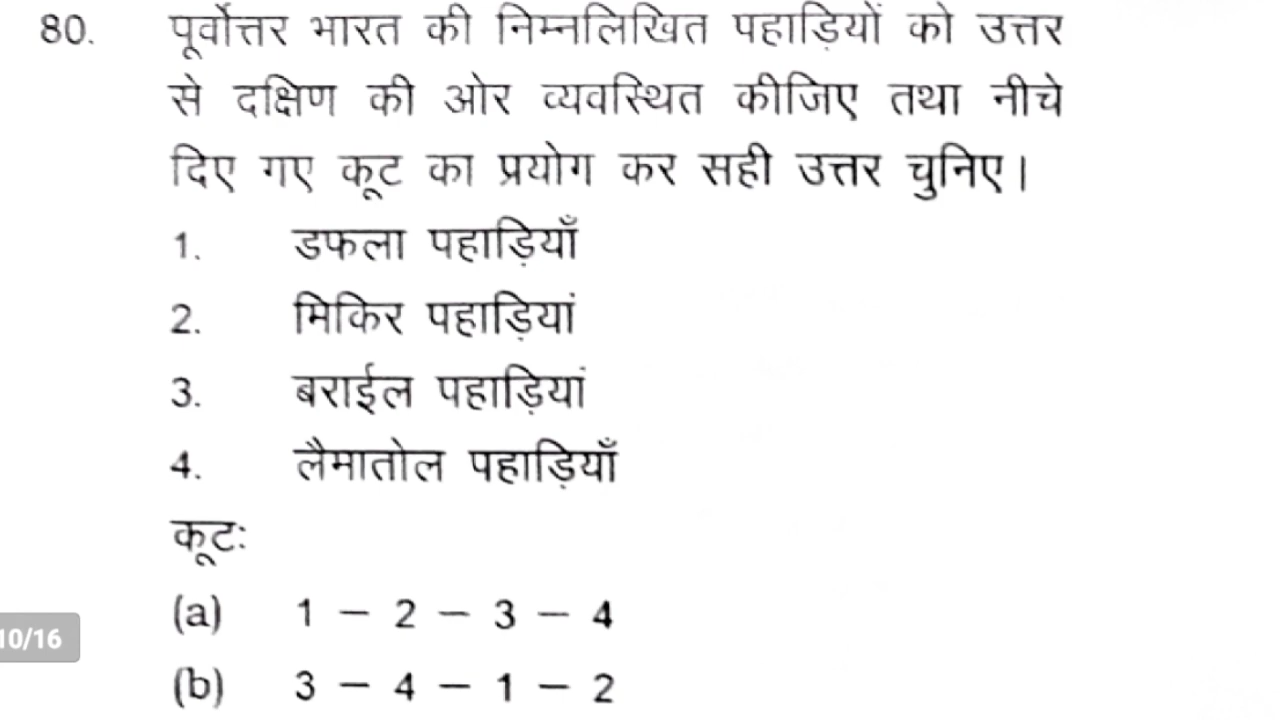 80. पूर्वोत्तर भारत की निम्नलिखित पहाड़ियों को उत्तर
से दक्षिण की ओर व्यवस्थित कीजिए तथा नीचे
दिए गए कूट का प्रयोग कर सही उत्तर चुनिए।
1. डफला पहाड़ियाँ
2. मिकिर पहाड़ियां
3. बराईल पहाड़ियां
4. लैमातोल पहाड़ियाँ
कूटः
(a) 1 – 2 – 3 – 4
10/16
(b) 3 – 4 – 1 – 2